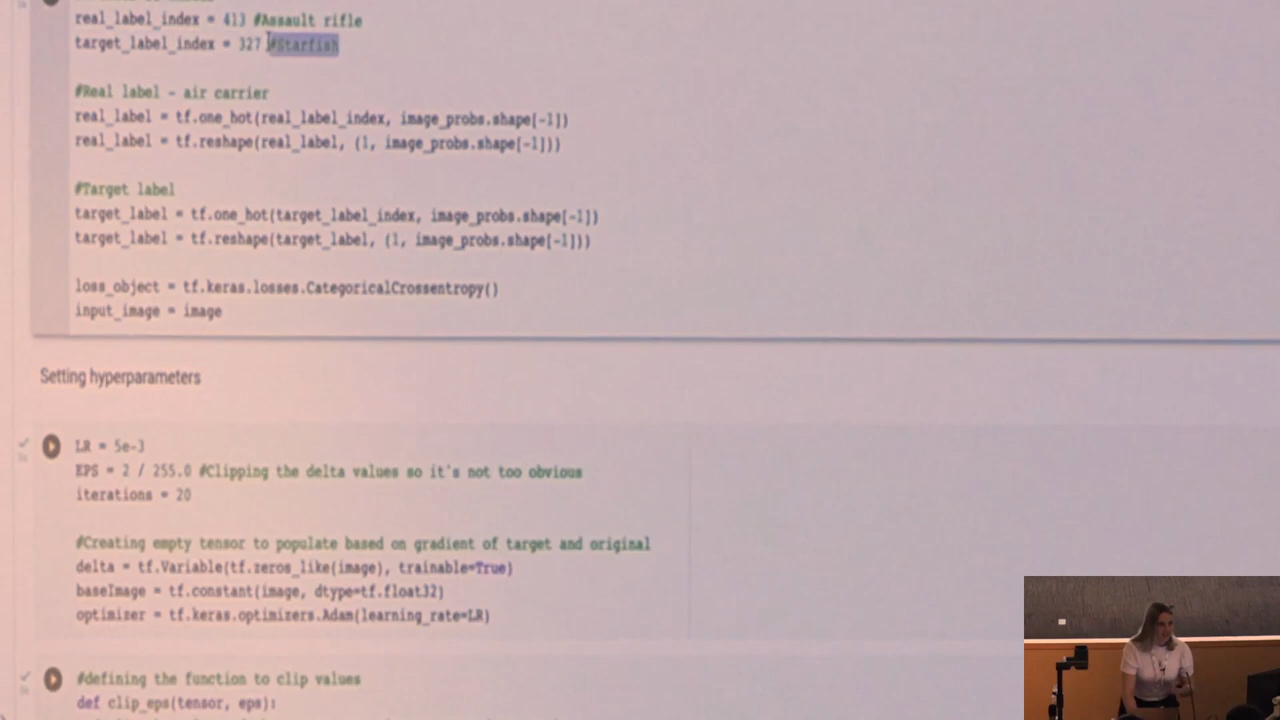 real_label_index = 413 #Assault rifle
target_label_index = 327 #Starfish
#Real label - air carrier
real_label = tf.one_hot(real_label_index, image_probs.shape[-1])
real_label = tf.reshape(real_label, (1, image_probs.shape[-1]))
#Target label
target_label = tf.one_hot(target_label_index, image_probs.shape[-1])
target_label = tf.reshape(target_label, (1, image_probs.shape[-1]))
loss_object = tf.keras.losses.CategoricalCrossentropy()
input_image = image
Setting hyperparameters
LR = 5e-3
EPS = 2 / 255.0 #Clipping the delta values so it's not too obvious
iterations = 20
#Creating empty tensor to populate based on gradient of target and original
delta = tf.Variable(tf.zeros_like(image), trainable=True)
baseImage = tf.constant(image, dtype=tf.float32)
optimizer = tf.keras.optimizers.Adam(learning_rate=LR)
#defining the function to clip values
def clip_eps(tensor, eps):